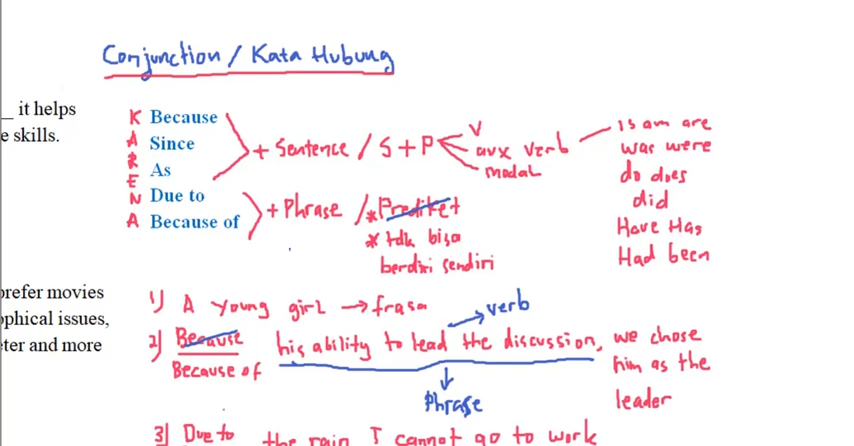 Conjunction / Kata Hubung
it helps
e skills.
K Because
A Since
R As
E
N Due to
A Because of
+ Sentence / S + P
V
aux verb
modal
is am are
was were
do does
did
Have Has
Had been
+ Phrase / * Prediket
* tdk bisa
berdiri sendiri
prefer movies
ophical issues,
ter and more
1) A young girl → frasa
verb
2) Because his ability to lead the discussion, we chose
Because of
him as the
leader
Phrase
3) Due to the rain I cannot go to work